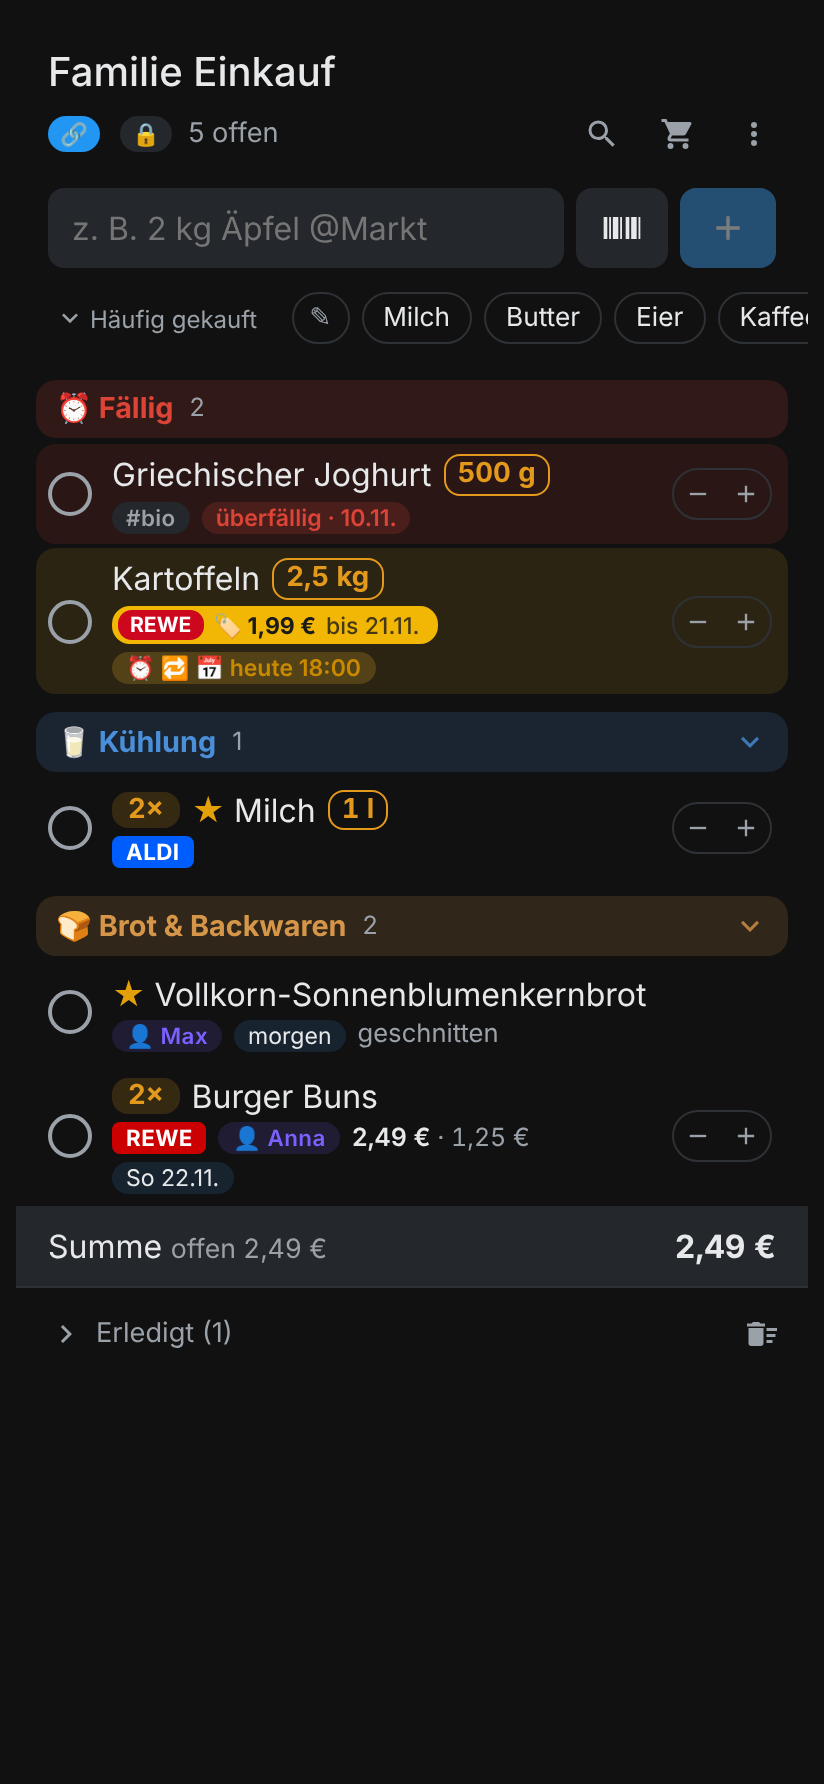 Familie Einkauf
🔗 🔒 5 offen
z. B. 2 kg Äpfel @Markt
Häufig gekauft ✎ Milch Butter Eier Kaffe
⏰ Fällig 2
Griechischer Joghurt 500 g
#bio überfällig · 10.11.
− +
Kartoffeln 2,5 kg
REWE 🏷️ 1,99 € bis 21.11.
− +
⏰ 🔁 📅 heute 18:00
🥛 Kühlung 1
2× ★ Milch 1 l
− +
ALDI
🍞 Brot & Backwaren 2
★ Vollkorn-Sonnenblumenkernbrot
👤 Max morgen geschnitten
2× Burger Buns
REWE 👤 Anna 2,49 € · 1,25 €
− +
So 22.11.
Summe offen 2,49 € 2,49 €
Erledigt (1)